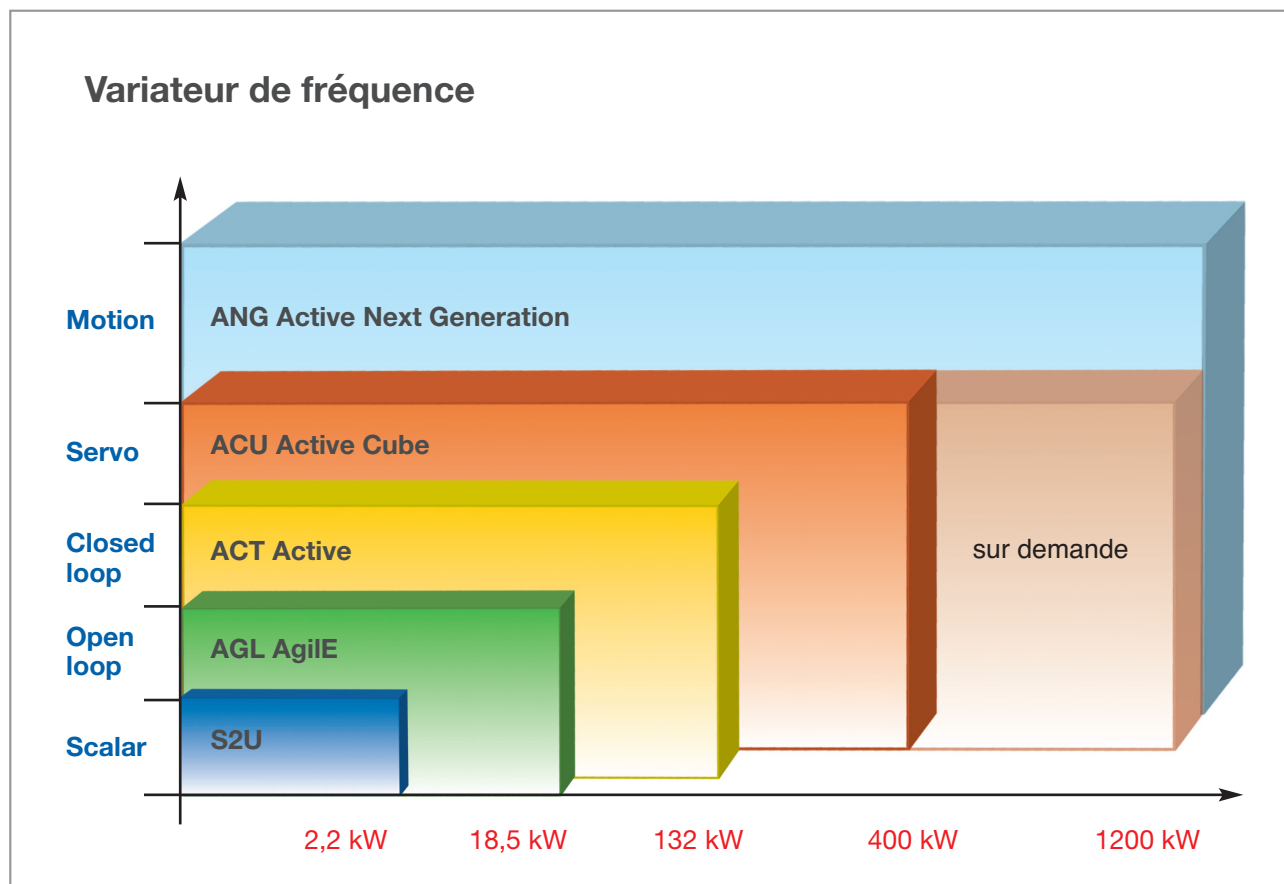 Variateur de fréquence
Motion
ANG Active Next Generation
Servo
ACU Active Cube
Closed
loop
ACT Active
sur demande
Open
loop
AGL AgilE
Scalar
S2U
2,2 kW
18,5 kW
132 kW
400 kW
1200 kW